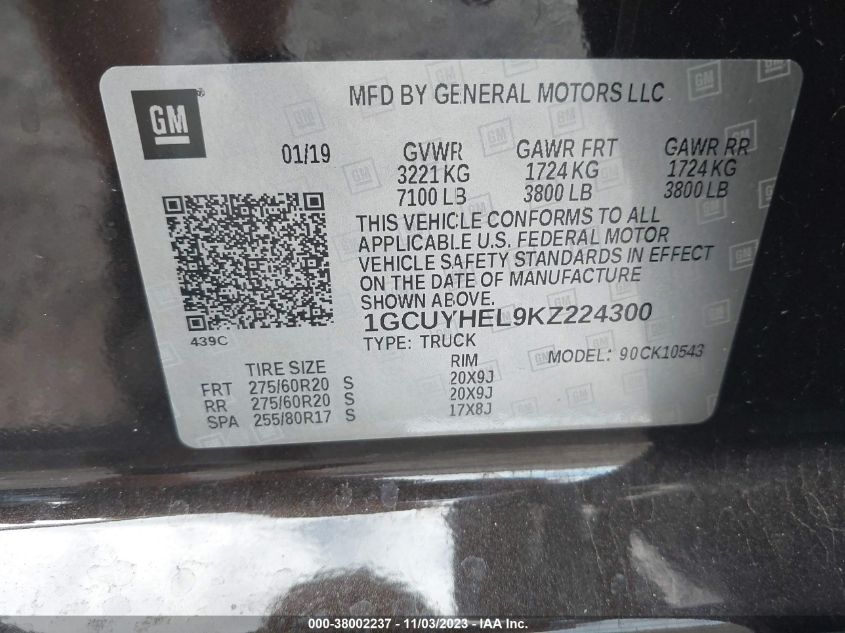 GM ®
MFD BY GENERAL MOTORS LLC
01/19
GVWR GAWR FRT GAWR RR
3221 KG 1724 KG 1724 KG
7100 LB 3800 LB 3800 LB
THIS VEHICLE CONFORMS TO ALL
APPLICABLE U.S. FEDERAL MOTOR
VEHICLE SAFETY STANDARDS IN EFFECT
ON THE DATE OF MANUFACTURE
SHOWN ABOVE.
439C
1GCUYHEL9KZ224300
TYPE: TRUCK
MODEL: 90CK10543
TIRE SIZE RIM
FRT 275/60R20 S 20X9J
RR 275/60R20 S 20X9J
SPA 255/80R17 S 17X8J
000-38002237 - 11/03/2023 - IAA Inc.